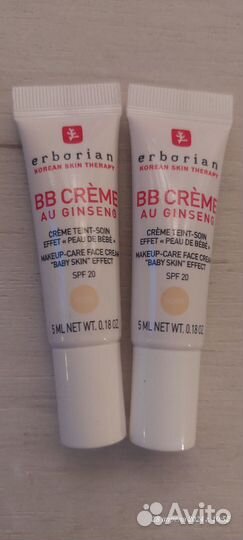 erborian
KOREAN SKIN THERAPY
BB CRÈME
AU GINSENG
CRÈME TEINT-SOIN
EFFET « PEAU DE BÉBÉ »
MAKEUP-CARE FACE CREAM
"BABY SKIN" EFFECT
SPF 20
5 ML NET WT. 0.18 OZ.
erborian
KOREAN SKIN THERAPY
BB CRÈME
AU GINSENG
CRÈME TEINT-SOIN
EFFET « PEAU DE BÉBÉ »
MAKEUP-CARE FACE CREAM
"BABY SKIN" EFFECT
SPF 20
5 ML NET WT. 0.18 OZ.
Avito